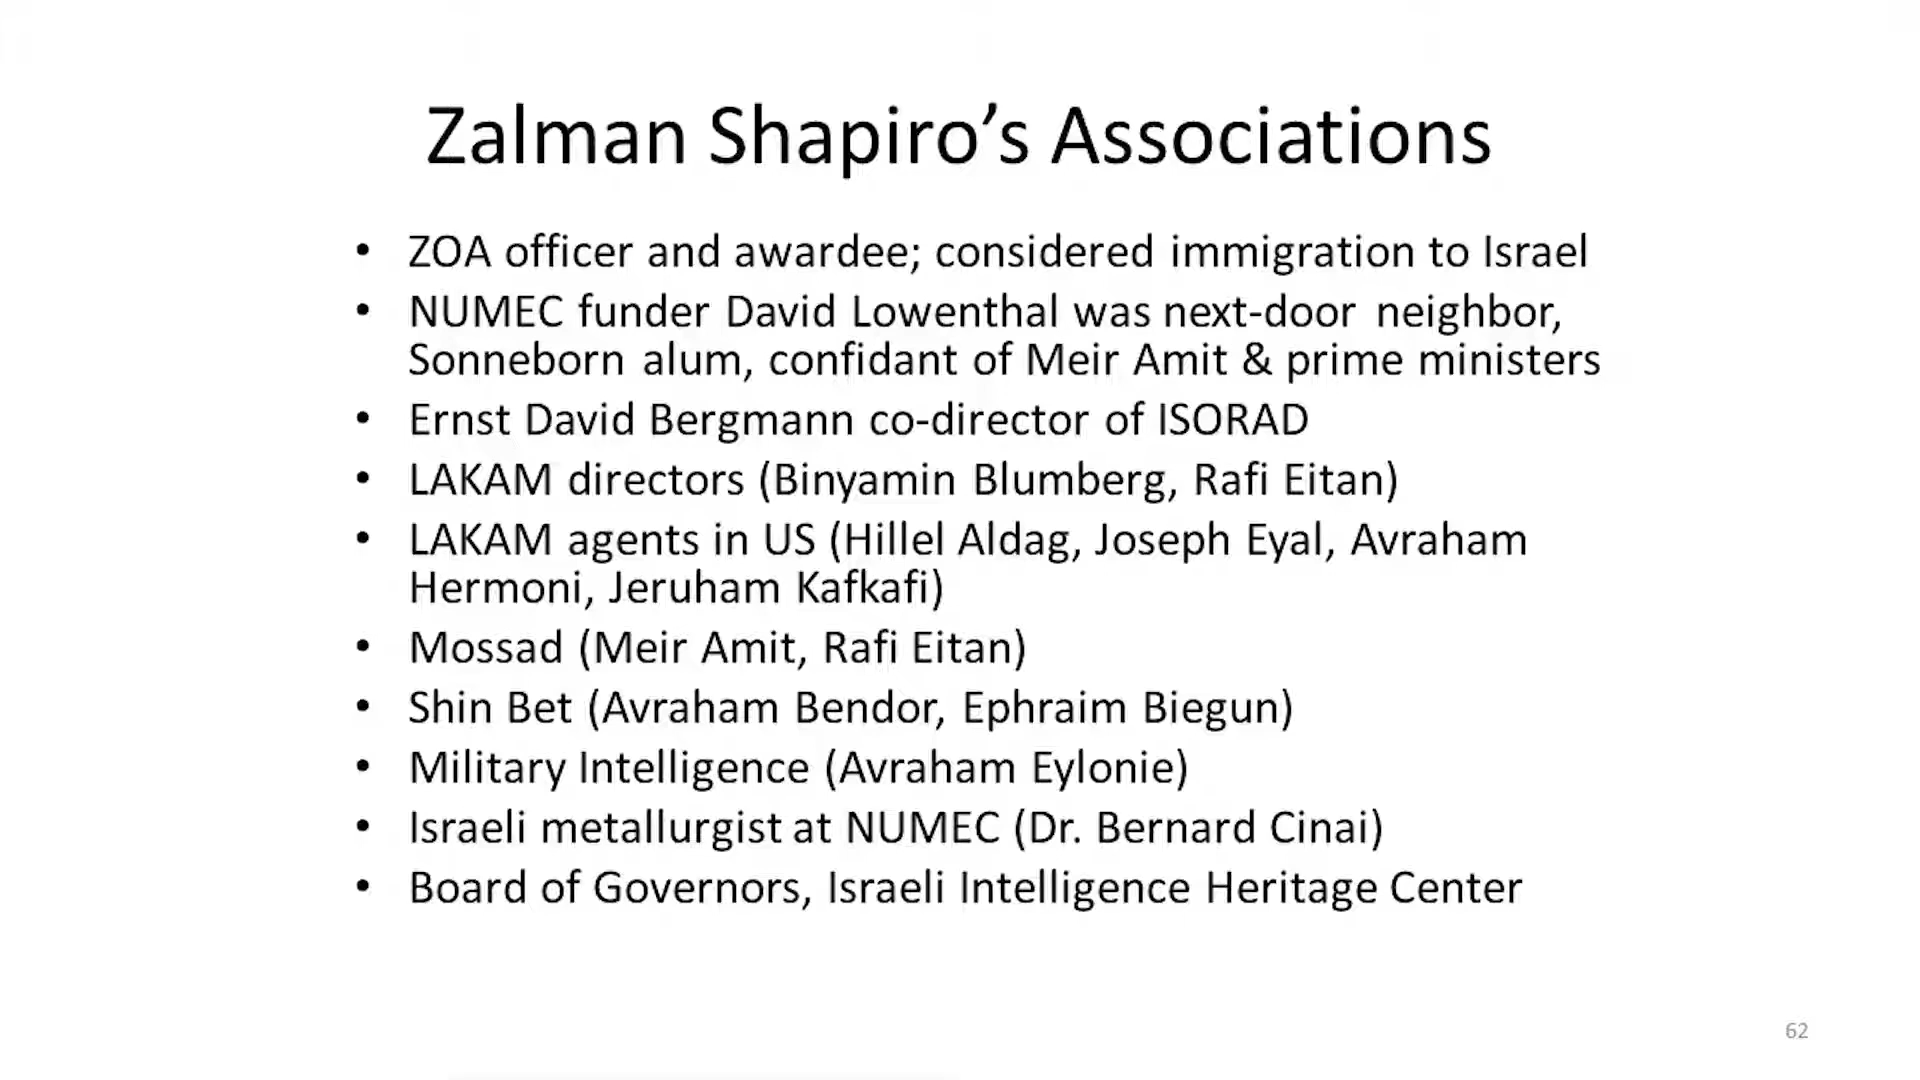 Zalman Shapiro’s Associations
• ZOA officer and awardee; considered immigration to Israel
• NUMEC funder David Lowenthal was next-door neighbor,
Sonneborn alum, confidant of Meir Amit & prime ministers
• Ernst David Bergmann co-director of ISORAD
• LAKAM directors (Binyamin Blumberg, Rafi Eitan)
• LAKAM agents in US (Hillel Aldag, Joseph Eyal, Avraham
Hermoni, Jeruham Kafkafi)
• Mossad (Meir Amit, Rafi Eitan)
• Shin Bet (Avraham Bendor, Ephraim Biegun)
• Military Intelligence (Avraham Eylonie)
• Israeli metallurgist at NUMEC (Dr. Bernard Cinai)
• Board of Governors, Israeli Intelligence Heritage Center
62